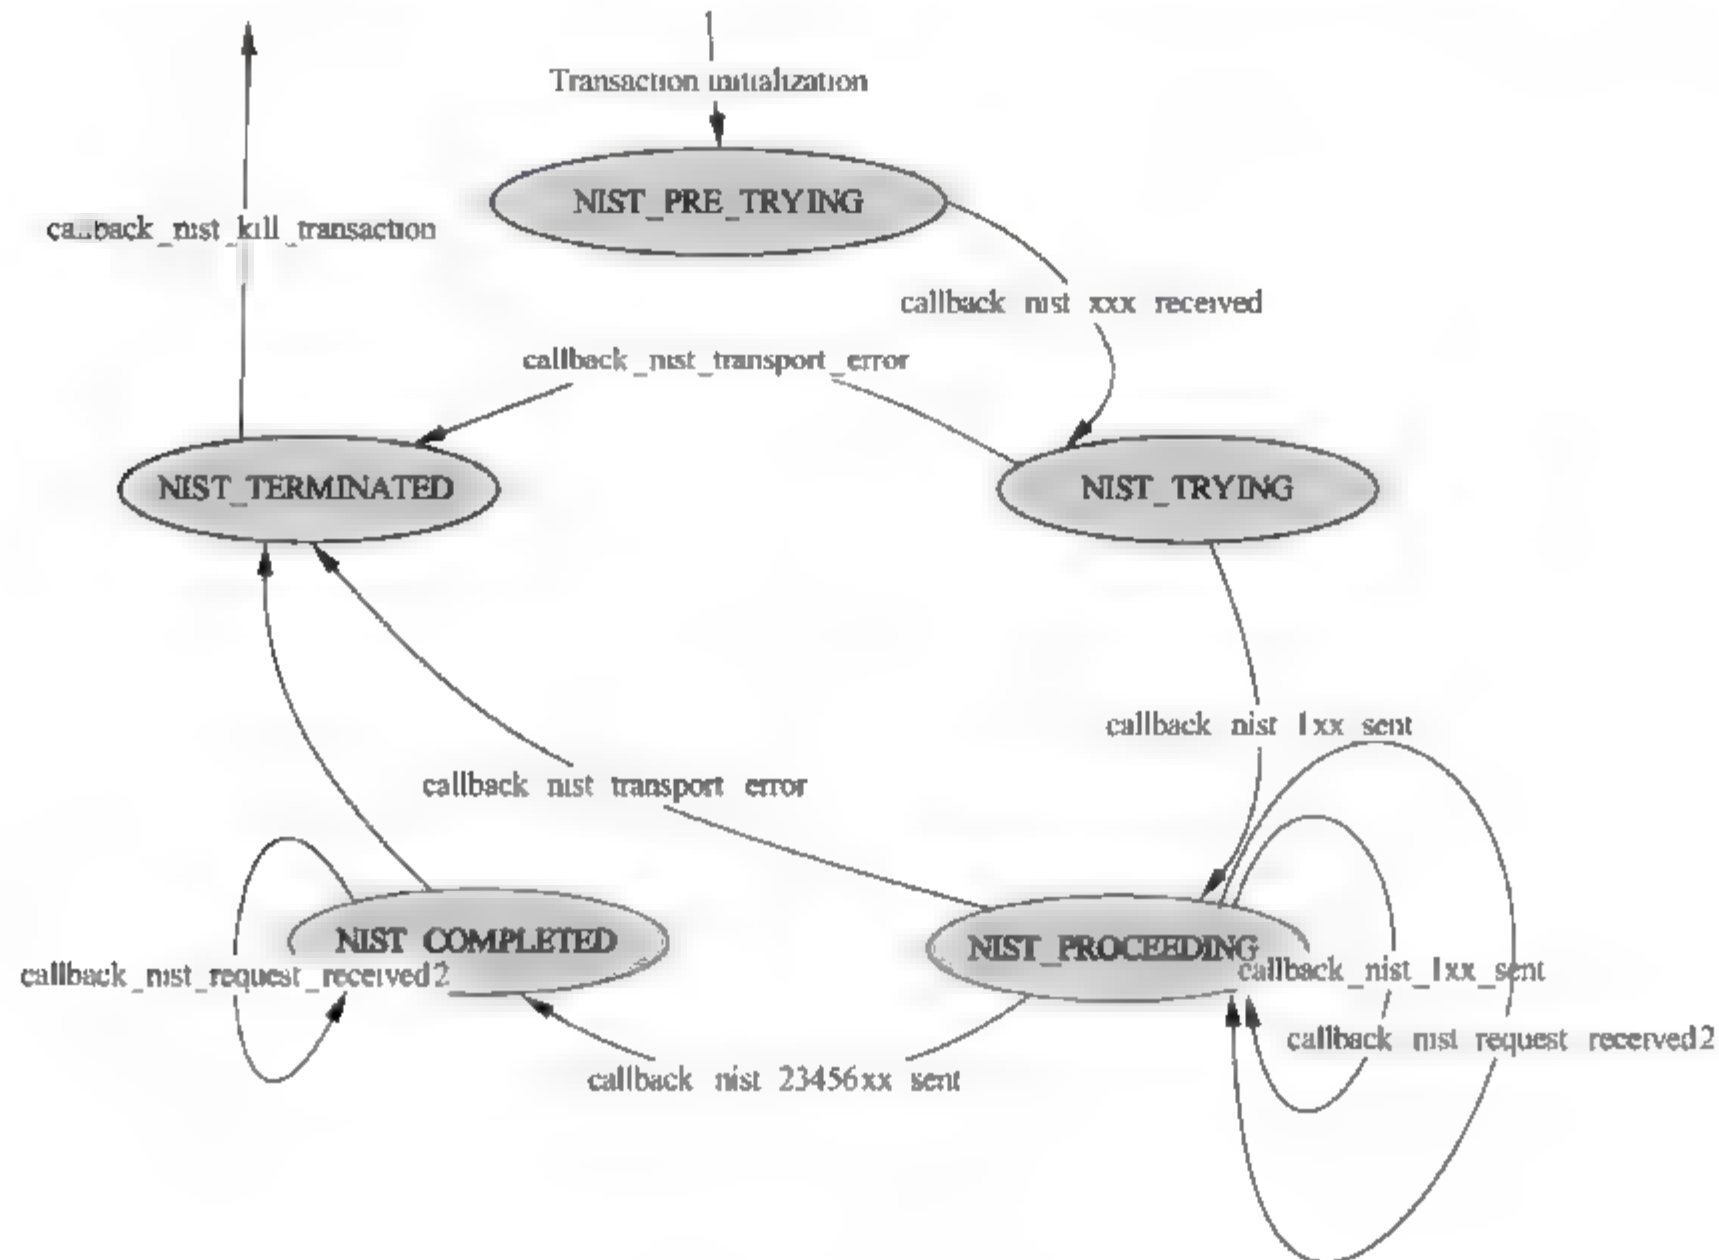 Transaction initialization
NIST_PRE_TRYING
callback_nist_kill_transaction
callback nist xxx received
callback_nist_transport_error
NIST_TERMINATED
NIST_TRYING
callback nist 1xx sent
callback nist transport error
NIST COMPLETED
NIST_PROCEEDING
callback_nist_request_received2
callback_nist_1xx_sent
callback nist request received2
callback nist 23456xx sent